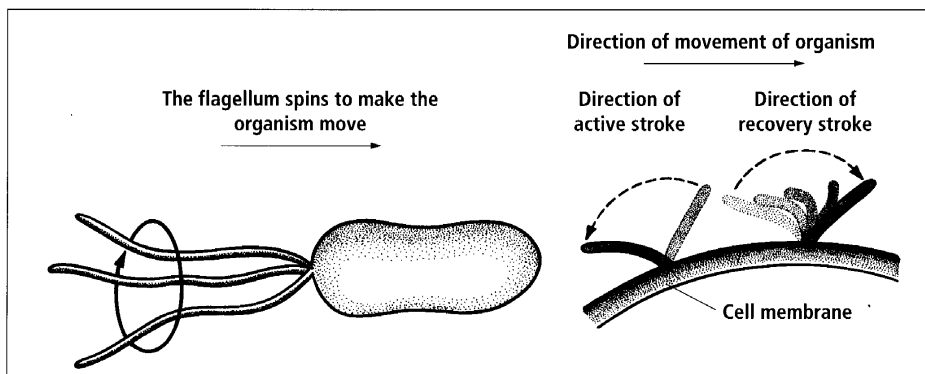 The flagellum spins to make the
organism move
Direction of movement of organism
Direction of
active stroke
Direction of
recovery stroke
Cell membrane